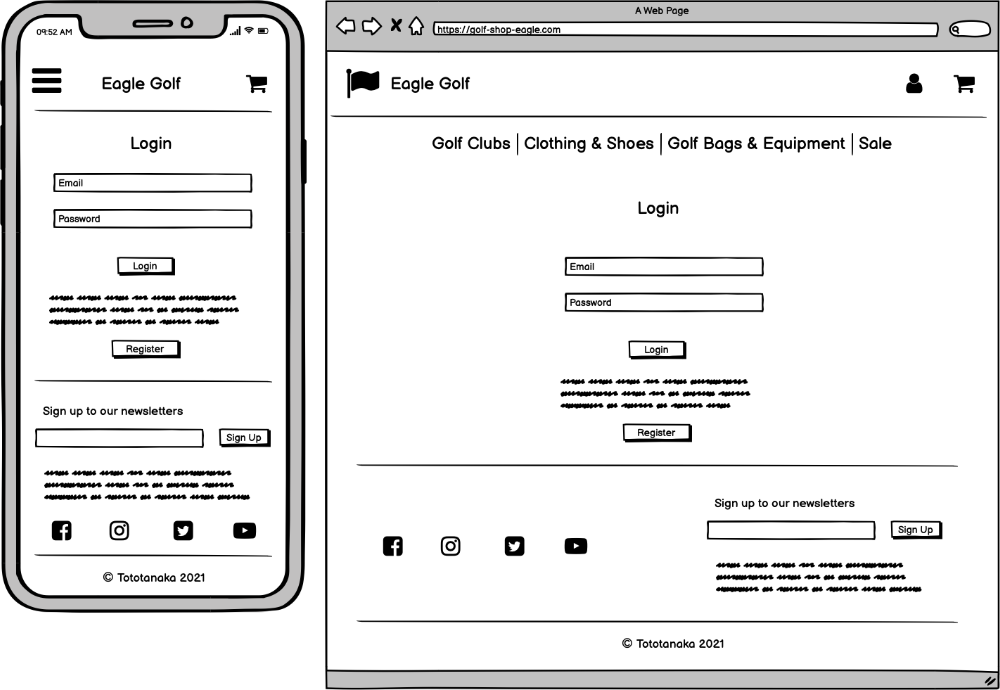 09:52 AM
Eagle Golf
Login
Email
Password
Login
Register
Sign up to our newsletters
Sign Up
© Tototanaka 2021
A Web Page
https://golf-shop-eagle.com
Eagle Golf
Golf Clubs | Clothing & Shoes | Golf Bags & Equipment | Sale
Login
Email
Password
Login
Register
Sign up to our newsletters
Sign Up
© Tototanaka 2021